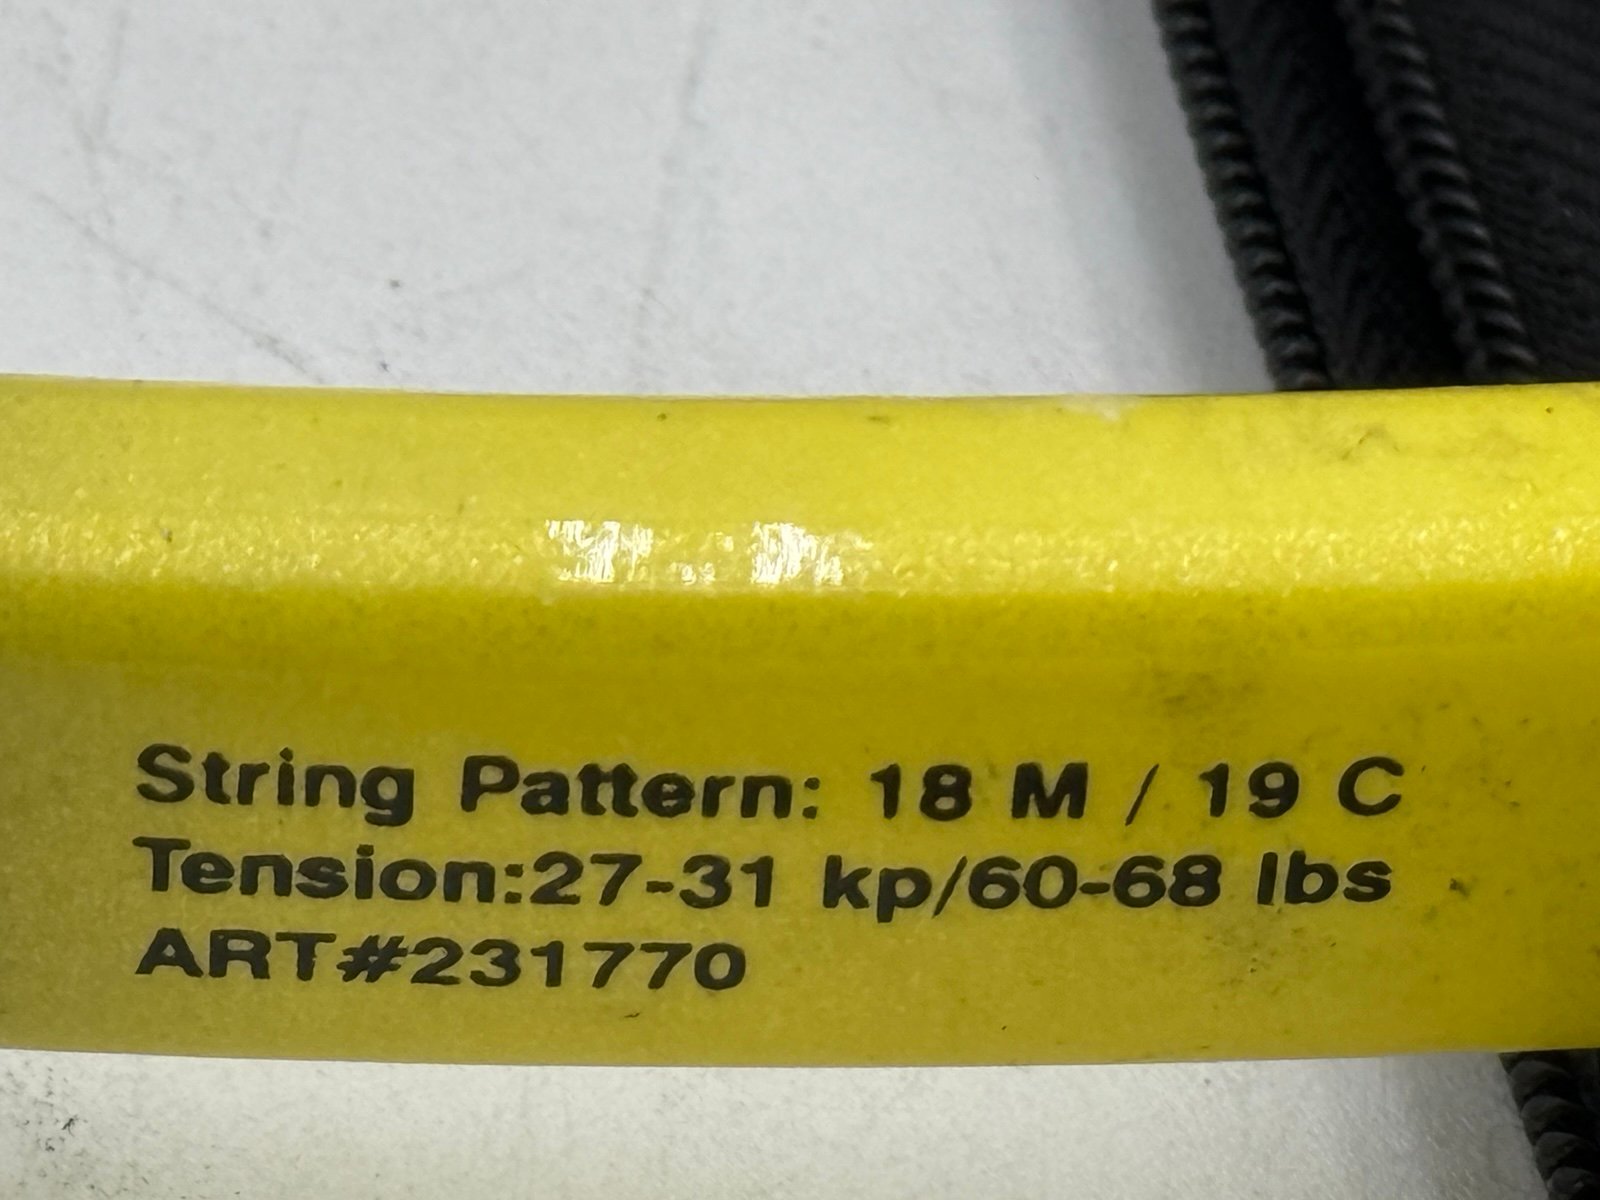 String Pattern: 18 M / 19 C
Tension:27-31 kp/60-68 lbs
ART#231770